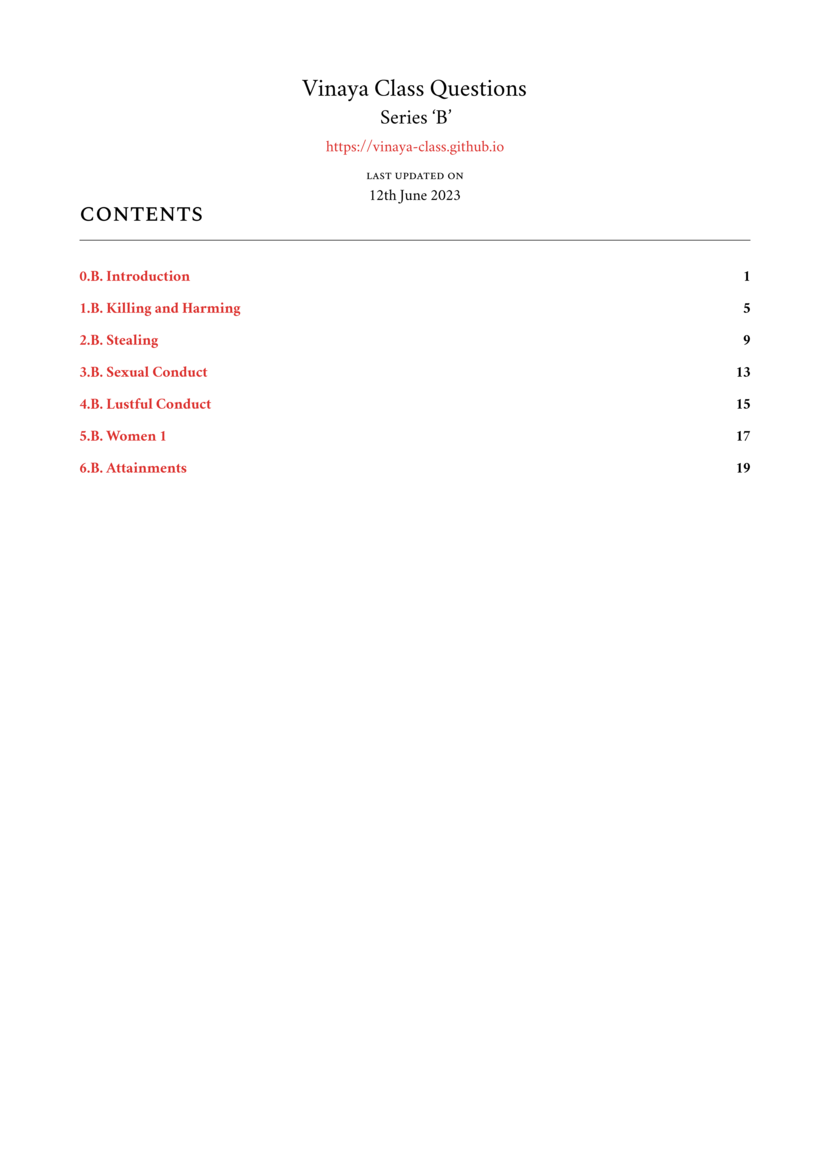 Vinaya Class Questions
Series ‘B’
https://vinaya-class.github.io
LAST UPDATED ON
12th June 2023
CONTENTS
0.B. Introduction 1
1.B. Killing and Harming 5
2.B. Stealing 9
3.B. Sexual Conduct 13
4.B. Lustful Conduct 15
5.B. Women 1 17
6.B. Attainments 19